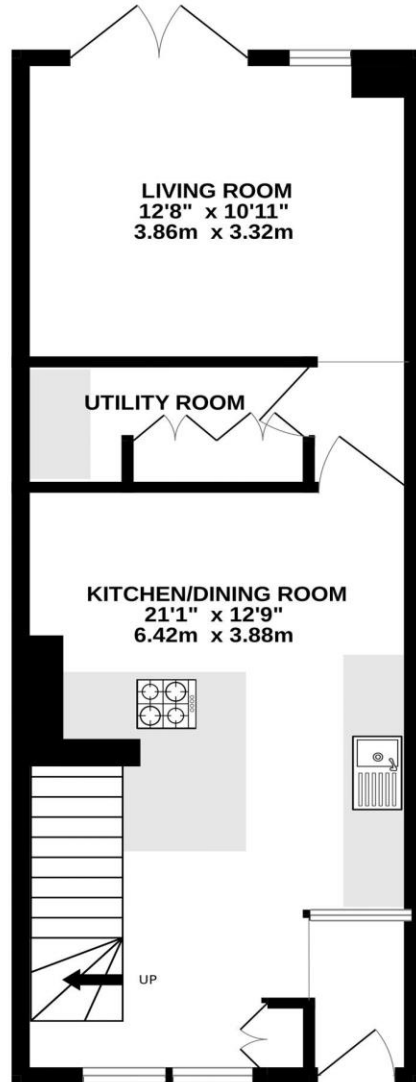 LIVING ROOM
12'8" x 10'11"
3.86m x 3.32m
UTILITY ROOM
KITCHEN/DINING ROOM
21'1" x 12'9"
6.42m x 3.88m
UP